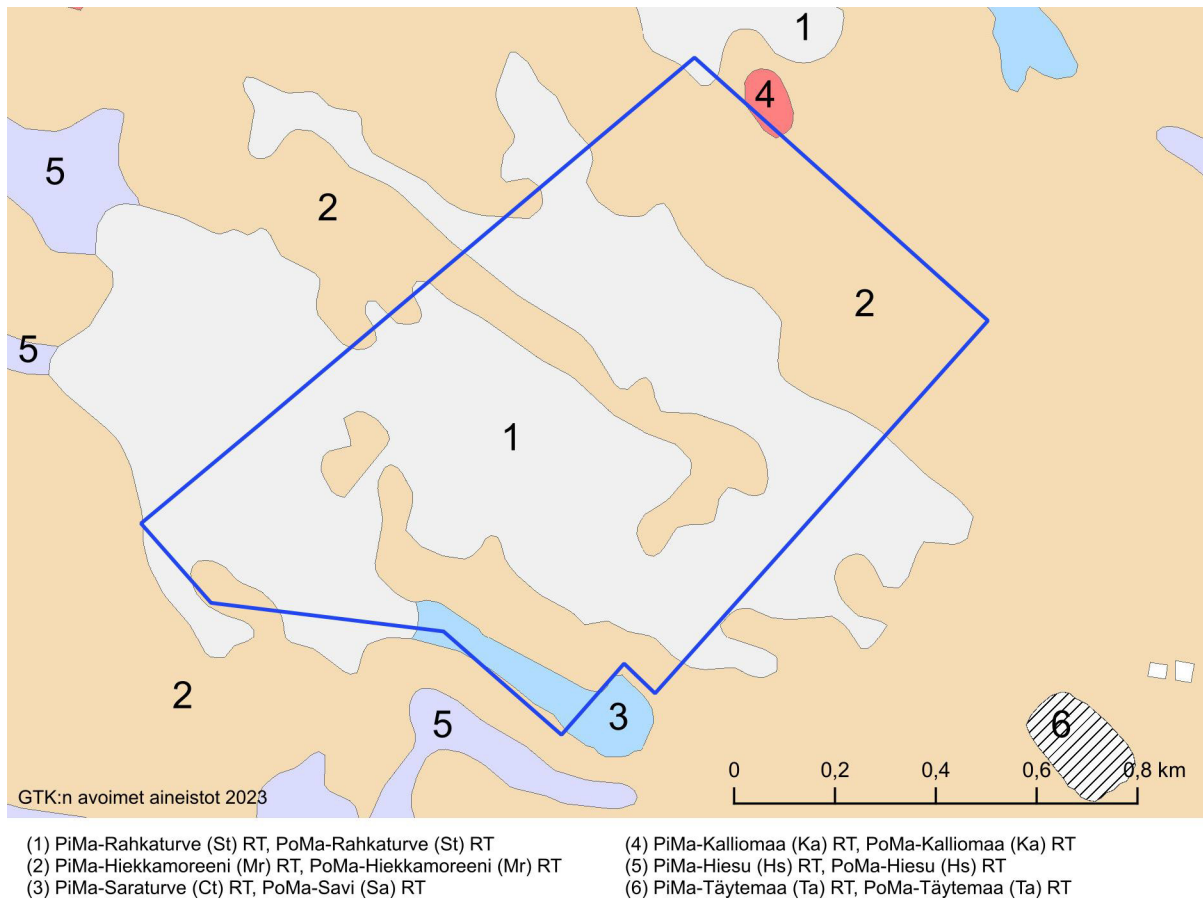 1
4
5
2
2
5
1
2
3
5
6
0 0,2 0,4 0,6 0,8 km
GTK:n avoimet aineistot 2023
(1) PiMa-Rahkaturve (St) RT, PoMa-Rahkaturve (St) RT
(2) PiMa-Hiekkamoreeni (Mr) RT, PoMa-Hiekkamoreeni (Mr) RT
(3) PiMa-Saraturve (Ct) RT, PoMa-Savi (Sa) RT
(4) PiMa-Kalliomaa (Ka) RT, PoMa-Kalliomaa (Ka) RT
(5) PiMa-Hiesu (Hs) RT, PoMa-Hiesu (Hs) RT
(6) PiMa-Täytemaa (Ta) RT, PoMa-Täytemaa (Ta) RT